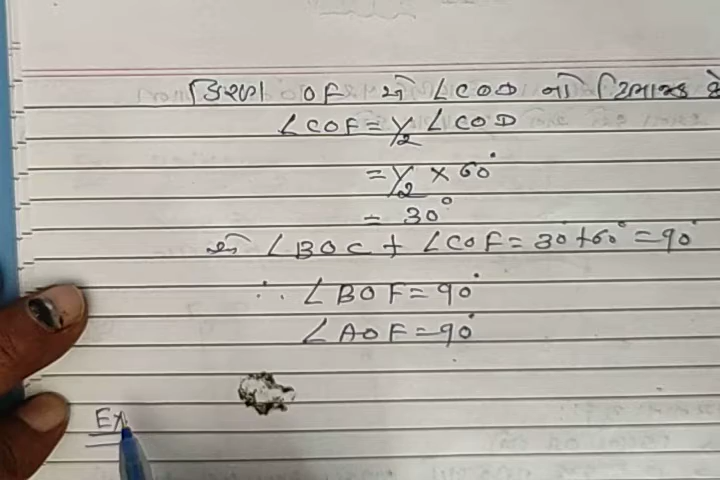 કિરણ OF એ ∠COD નો દ્વિભાજક છે
∠COF = 1/2 ∠COD
= 1/2 × 60°
= 30°
એ ∠BOC + ∠COF = 30° + 60° = 90°
∴ ∠BOF = 90°
∠AOF = 90°
Ex